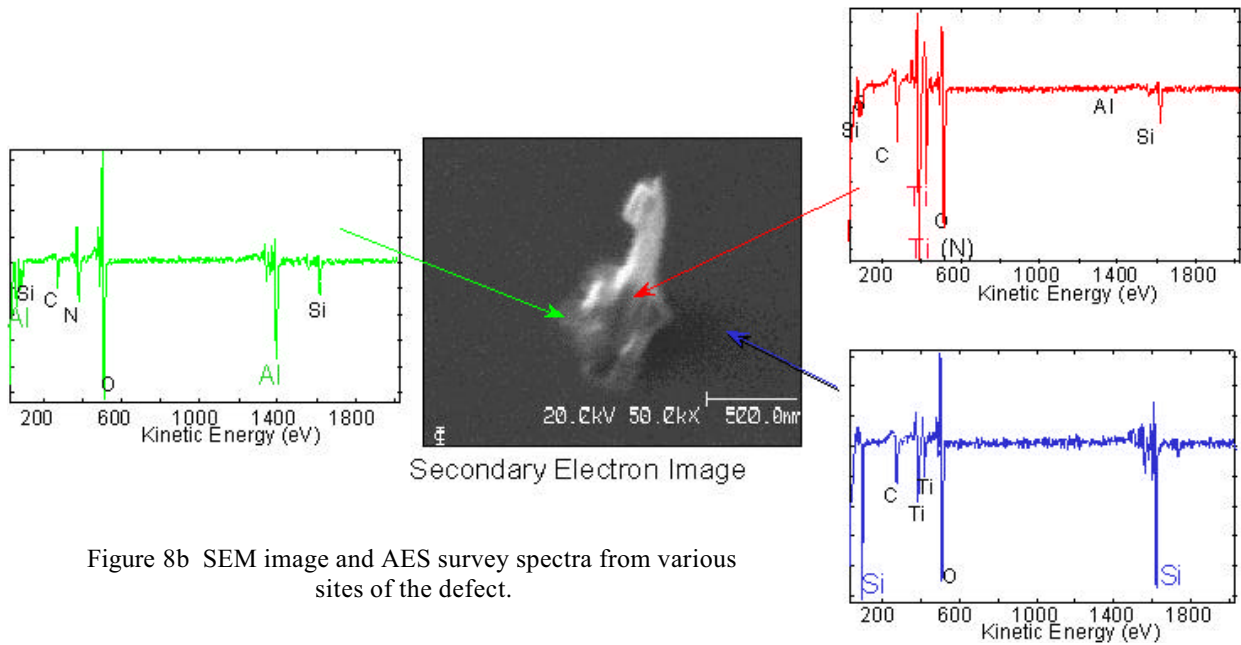 Si
Al
C
N
O
Al
Si
200 600 1000 1400 1800
Kinetic Energy (eV)
20.0kV 50.0kX 500.0nm
Secondary Electron Image
S
Si
C
Ti
O
Ti (N)
Al
Si
200 600 1000 1400 1800
Kinetic Energy (eV)
Si
C
Ti
Ti
O
Si
200 600 1000 1400 1800
Kinetic Energy (eV)
Figure 8b SEM image and AES survey spectra from various
sites of the defect.